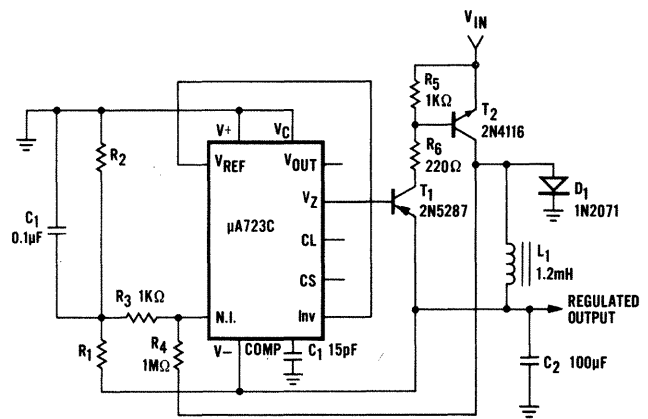 V_IN
R5
1KΩ
T2
2N4116
R6
220Ω
V+
VC
R2
VREF
VOUT
T1
2N5287
VZ
D1
1N2071
C1
0.1µF
µA723C
CL
L1
1.2mH
CS
R3 1KΩ
N.I.
Inv
REGULATED
OUTPUT
R1
R4
1MΩ
V−
COMP
C1 15pF
C2
100µF